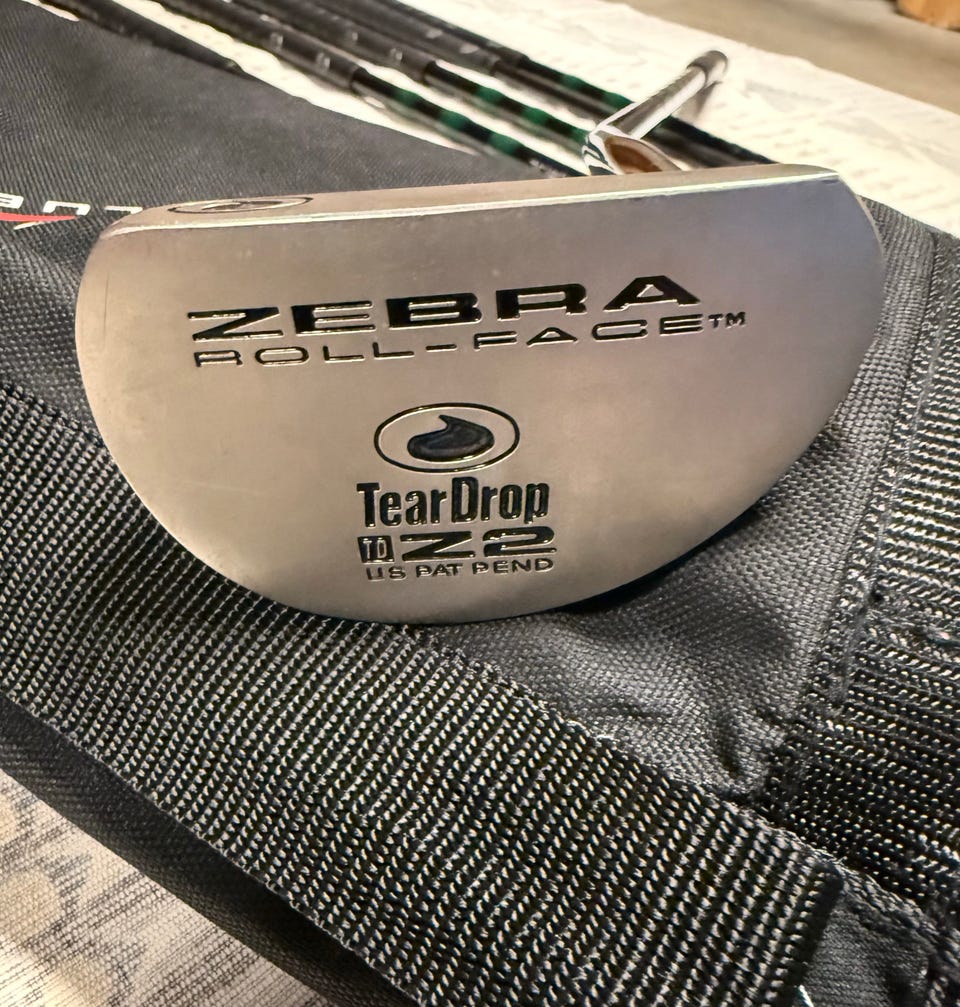 ZEBRA
ROLL-FACE™
TearDrop
TD Z2
US PAT PEND